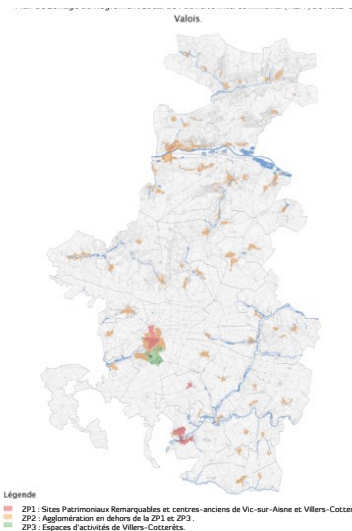 Valois.
Légende
ZP1 : Sites Patrimoniaux Remarquables et centres-anciens de Vic-sur-Aisne et Villers-Cotter
ZP2 : Agglomération en dehors de la ZP1 et ZP3 .
ZP3 : Espaces d'activités de Villers-Cotterêts.